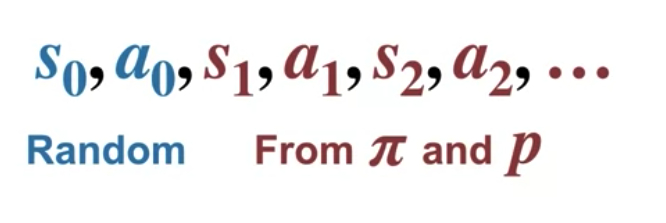 s₀, a₀, s₁, a₁, s₂, a₂, ...
Random From π and p